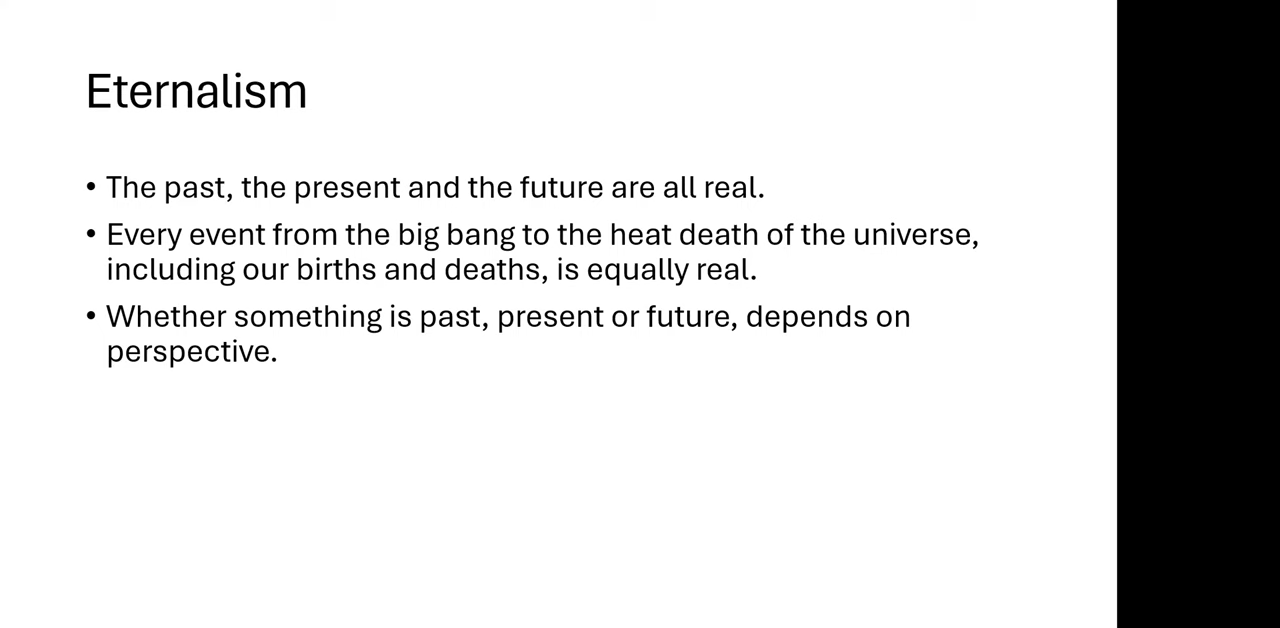 Eternalism
• The past, the present and the future are all real.
• Every event from the big bang to the heat death of the universe,
including our births and deaths, is equally real.
• Whether something is past, present or future, depends on
perspective.